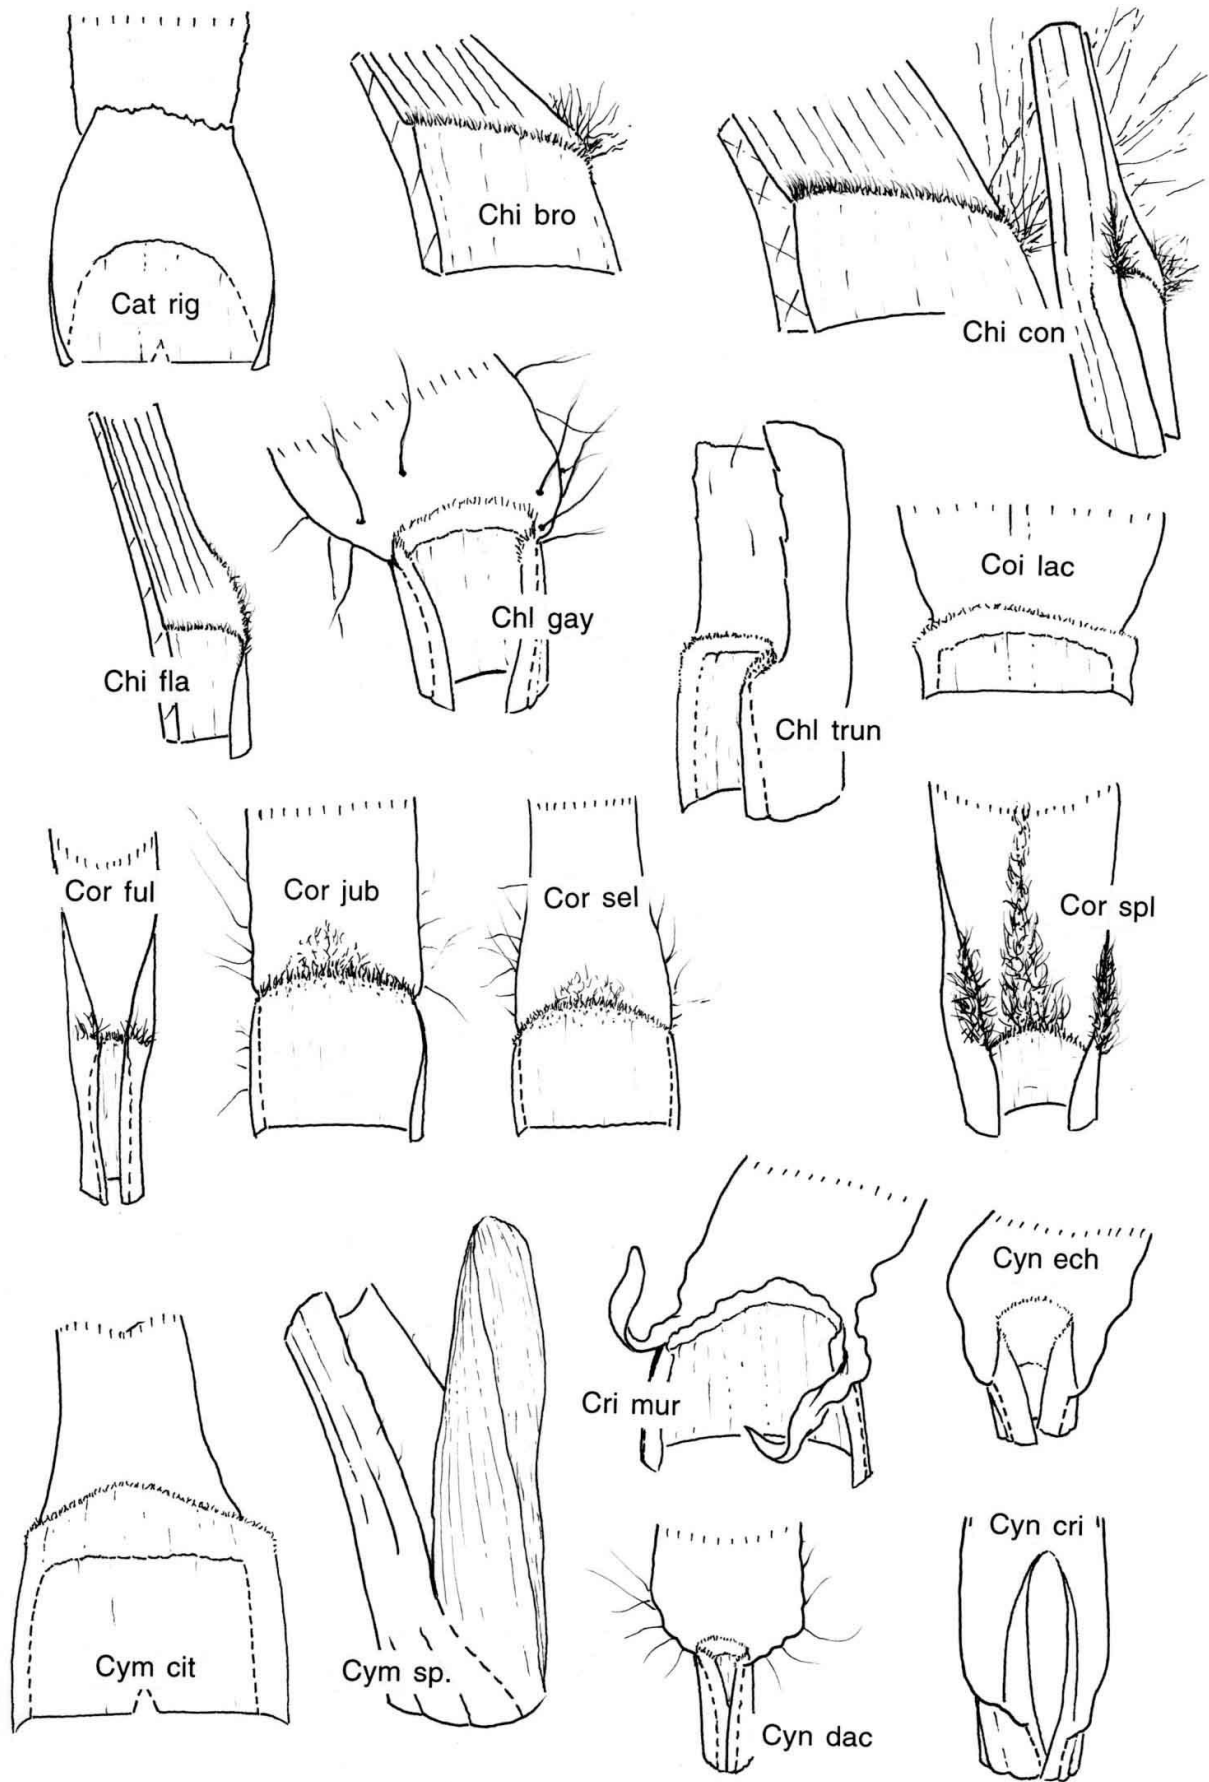 Cat rig
Chi bro
Chi con
Chi fla
Chl gay
Chl trun
Coi lac
Cor ful
Cor jub
Cor sel
Cor spl
Cym cit
Cym sp.
Cri mur
Cyn ech
Cyn dac
Cyn cri